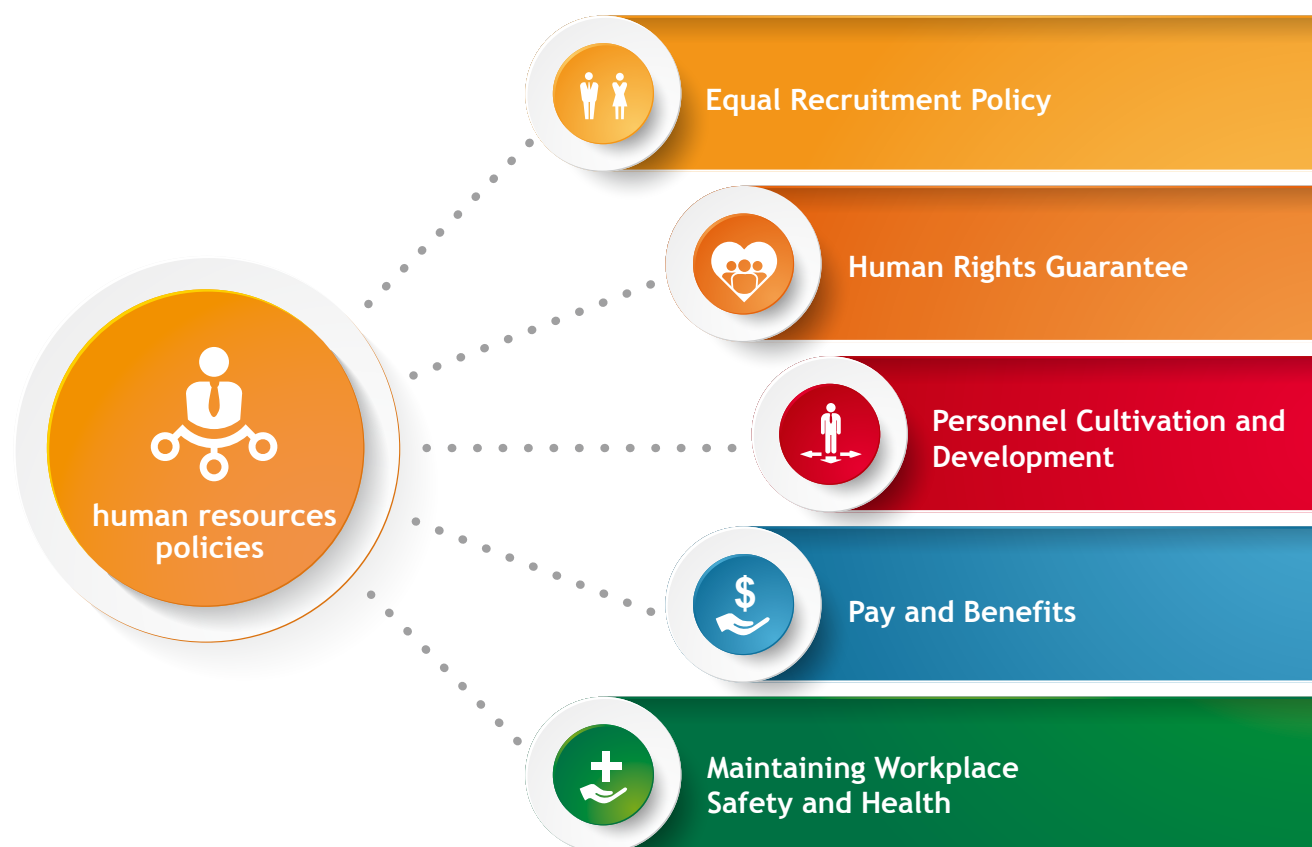 Equal Recruitment Policy
Human Rights Guarantee
Personnel Cultivation and
Development
human resources
policies
Pay and Benefits
Maintaining Workplace
Safety and Health